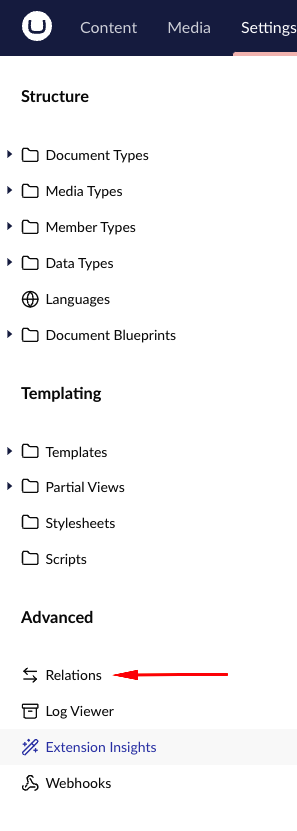 Content Media Settings
Structure
Document Types
Media Types
Member Types
Data Types
Languages
Document Blueprints
Templating
Templates
Partial Views
Stylesheets
Scripts
Advanced
Relations
Log Viewer
Extension Insights
Webhooks